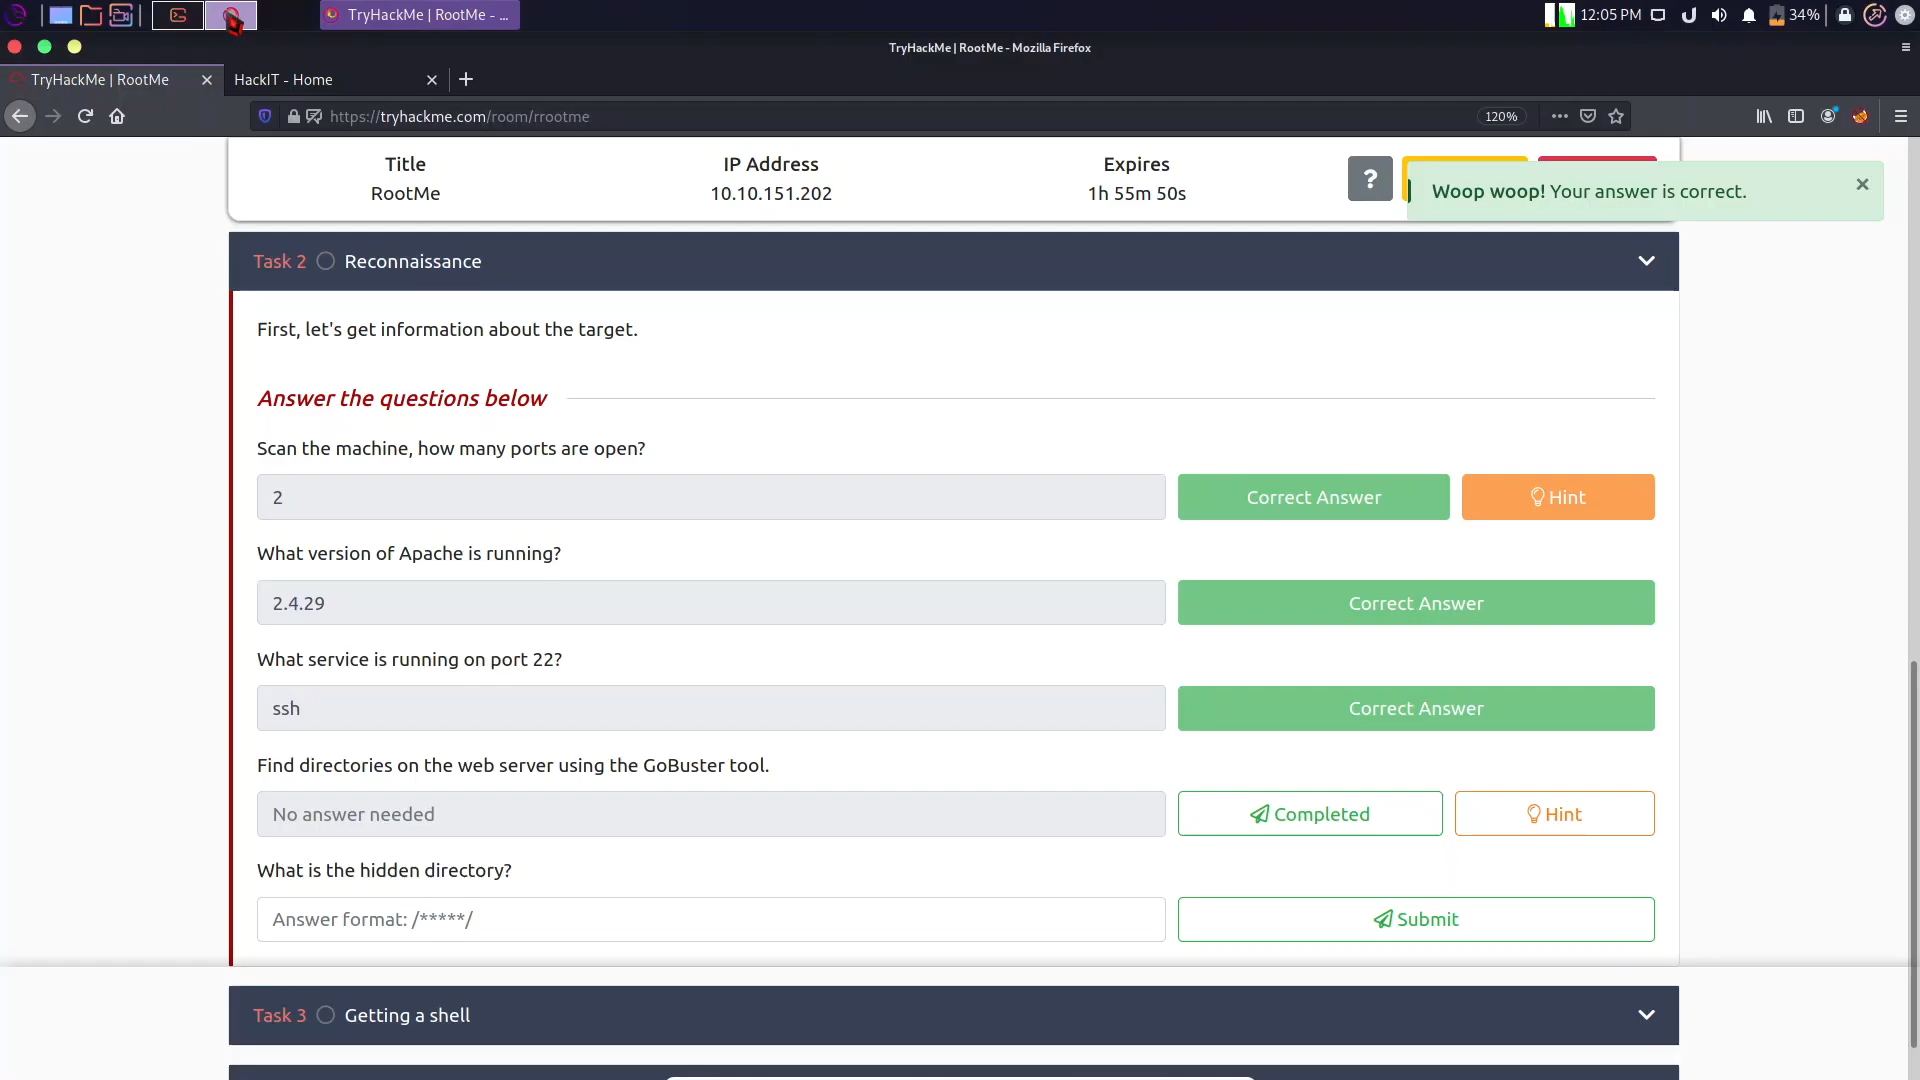 TryHackMe | RootMe - ...
12:05 PM
34%
TryHackMe | RootMe - Mozilla Firefox
TryHackMe | RootMe
HackIT - Home
https://tryhackme.com/room/rrootme
120%
Title
IP Address
Expires
RootMe
10.10.151.202
1h 55m 50s
?
Woop woop! Your answer is correct.
Task 2 Reconnaissance
First, let's get information about the target.
Answer the questions below
Scan the machine, how many ports are open?
2
Correct Answer
Hint
What version of Apache is running?
2.4.29
Correct Answer
What service is running on port 22?
ssh
Correct Answer
Find directories on the web server using the GoBuster tool.
No answer needed
Completed
Hint
What is the hidden directory?
Answer format: /*****/
Submit
Task 3 Getting a shell